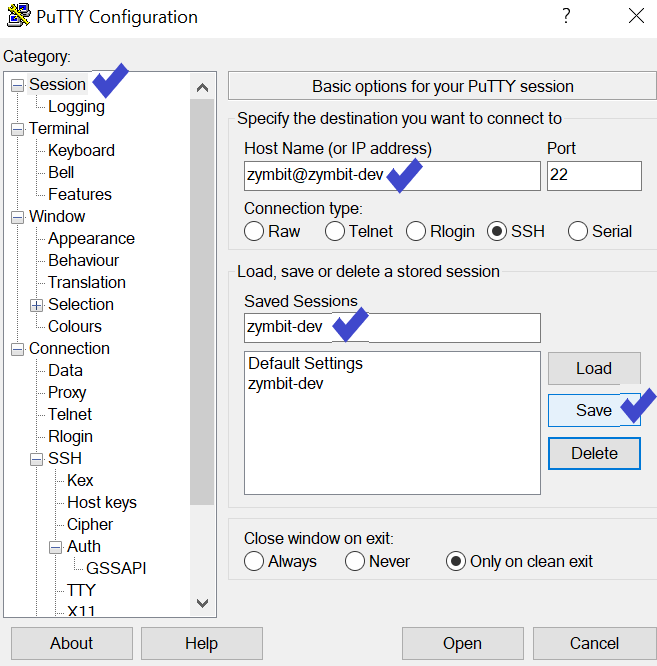 PuTTY Configuration
?
Category:
Session
Logging
Terminal
Keyboard
Bell
Features
Window
Appearance
Behaviour
Translation
Selection
Colours
Connection
Data
Proxy
Telnet
Rlogin
SSH
Kex
Host keys
Cipher
Auth
GSSAPI
TTY
X11
Basic options for your PuTTY session
Specify the destination you want to connect to
Host Name (or IP address) Port
zymbit@zymbit-dev 22
Connection type:
Raw Telnet Rlogin SSH Serial
Load, save or delete a stored session
Saved Sessions
zymbit-dev
Default Settings
zymbit-dev
Load
Save
Delete
Close window on exit:
Always Never Only on clean exit
About Help Open Cancel